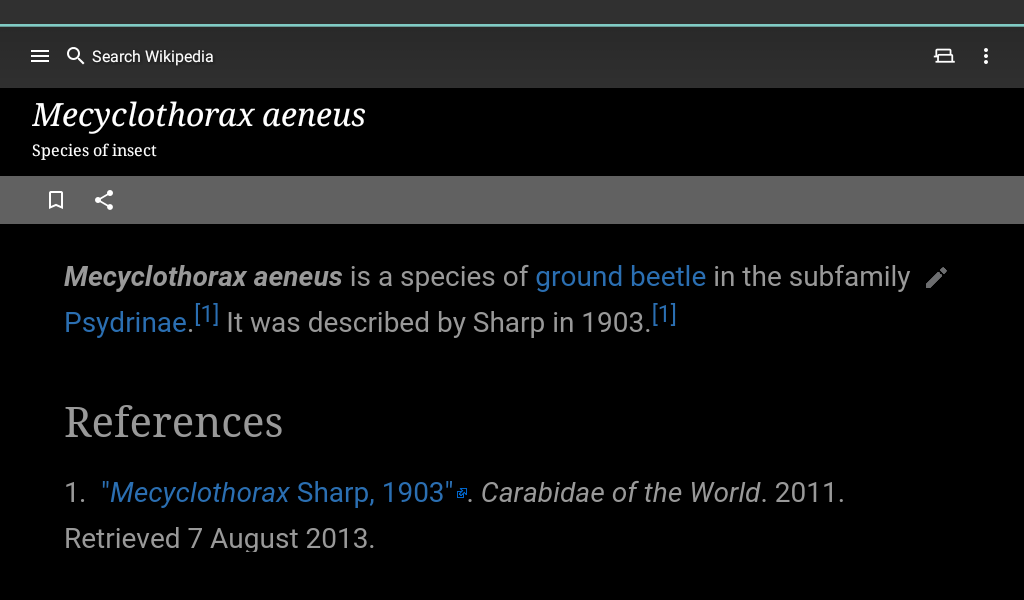 Search Wikipedia
Mecyclothorax aeneus
Species of insect
Mecyclothorax aeneus is a species of ground beetle in the subfamily
Psydrinae.[1] It was described by Sharp in 1903.[1]
References
1. "Mecyclothorax Sharp, 1903". Carabidae of the World. 2011.
Retrieved 7 August 2013.